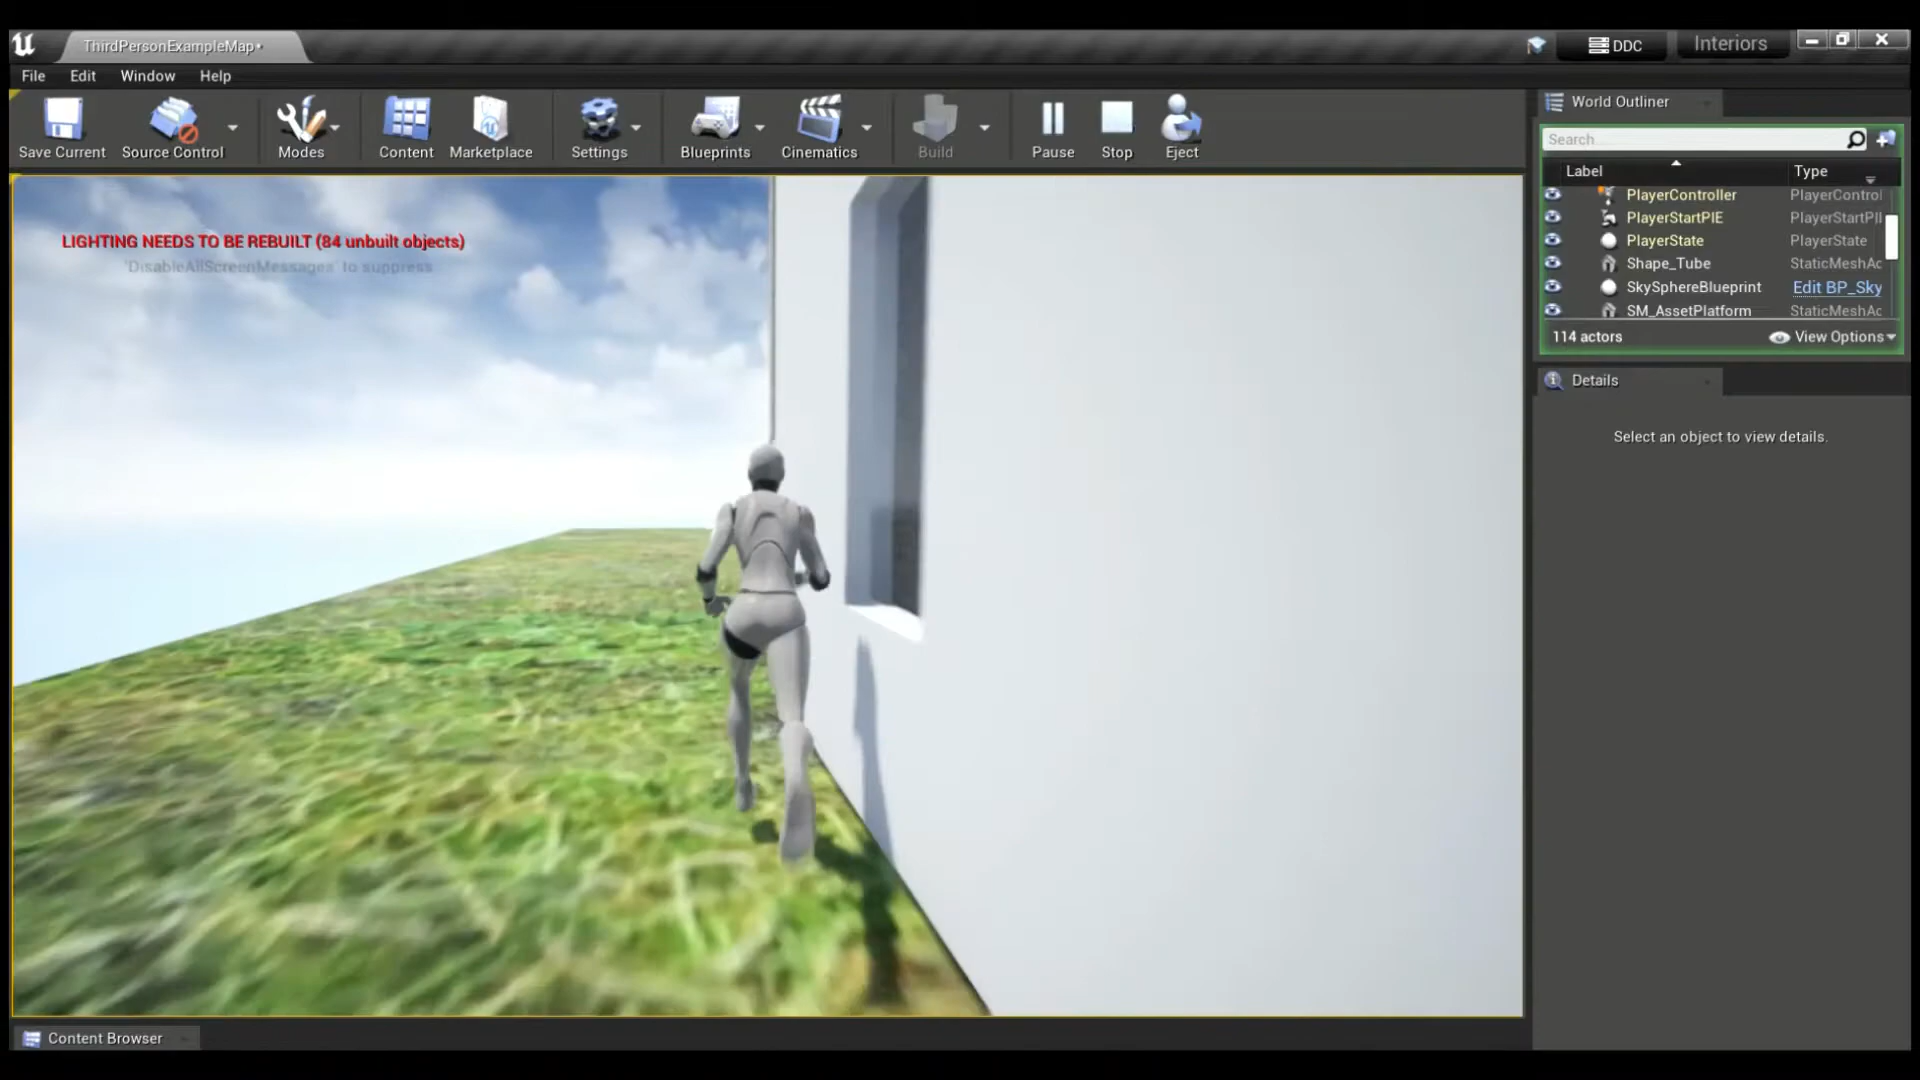 ThirdPersonExampleMap•
DDC
Interiors
File Edit Window Help
Save Current
Source Control
Modes
Content
Marketplace
Settings
Blueprints
Cinematics
Build
Pause
Stop
Eject
LIGHTING NEEDS TO BE REBUILT (84 unbuilt objects)
'DisableAllScreenMessages' to suppress
World Outliner
Search
Label Type
PlayerController PlayerControl
PlayerStartPIE PlayerStartPI
PlayerState PlayerState
Shape_Tube StaticMeshAc
SkySphereBlueprint Edit BP_Sky
SM_AssetPlatform StaticMeshAc
114 actors View Options
Details
Select an object to view details.
Content Browser